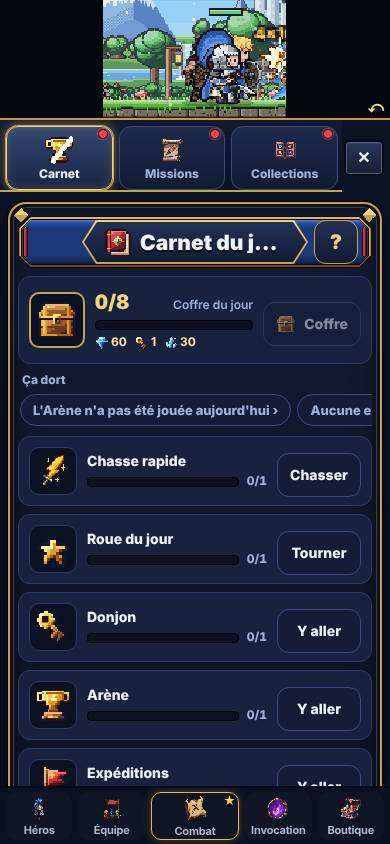 Carnet
Missions
Collections
×
Carnet du j...
?
0/8
Coffre du jour
60 1 30
Coffre
Ça dort
L'Arène n'a pas été jouée aujourd'hui ›
Aucune e
Chasse rapide
0/1
Chasser
Roue du jour
0/1
Tourner
Donjon
0/1
Y aller
Arène
0/1
Y aller
Expéditions
Y aller
Héros
Équipe
Combat
Invocation
Boutique